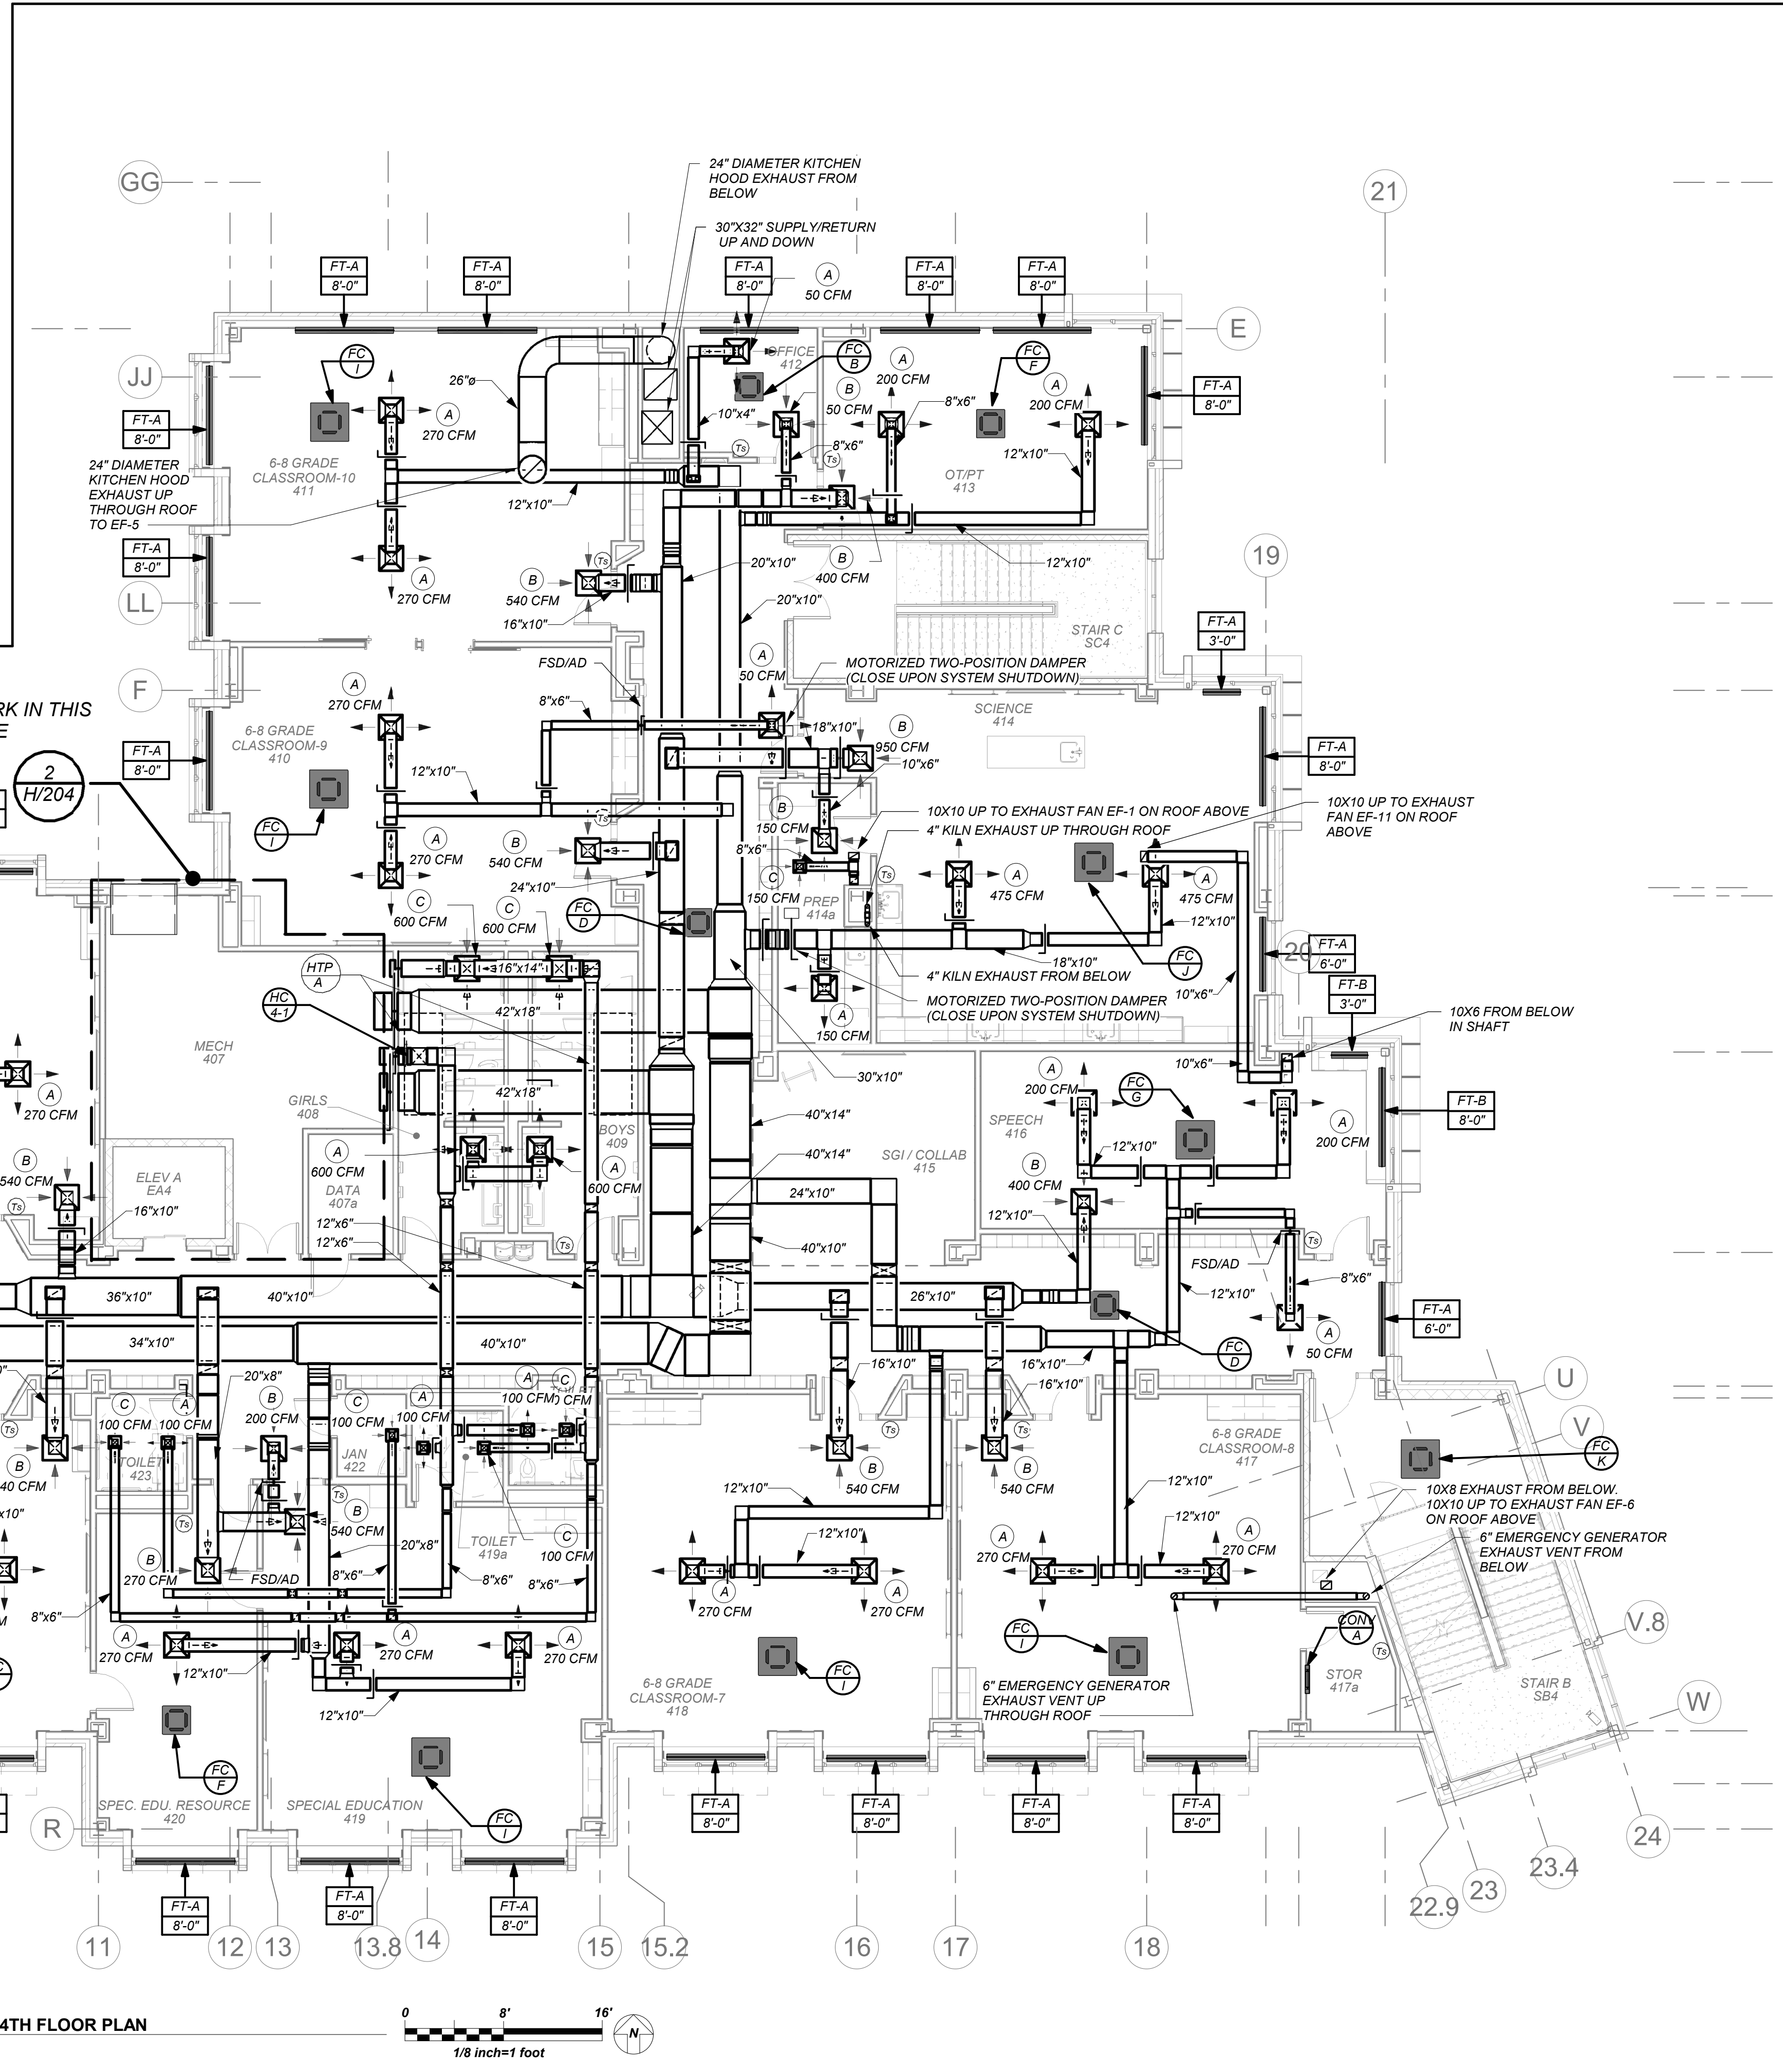 24" DIAMETER KITCHEN
HOOD EXHAUST FROM
BELOW
GG
21
30"X32" SUPPLY/RETURN
UP AND DOWN
FT-A
8'-0"
FT-A
8'-0"
FT-A
8'-0"
A
50 CFM
FT-A
8'-0"
FT-A
8'-0"
E
FC
I
OFFICE
412
FC
B
A
200 CFM
FC
F
JJ
26"ø
A
270 CFM
10"x4"
B
50 CFM
8"x6"
A
200 CFM
FT-A
8'-0"
FT-A
8'-0"
24" DIAMETER
KITCHEN HOOD
EXHAUST UP
THROUGH ROOF
TO EF-5
6-8 GRADE
CLASSROOM-10
411
Ts
8"x6"
Ts
12"x10"
OT/PT
413
12"x10"
FT-A
8'-0"
19
20"x10"
B
400 CFM
12"x10"
Ts
B
540 CFM
A
270 CFM
16"x10"
20"x10"
LL
STAIR C
SC4
FT-A
3'-0"
FSD/AD
A
50 CFM
MOTORIZED TWO-POSITION DAMPER
(CLOSE UPON SYSTEM SHUTDOWN)
F
A
270 CFM
8"x6"
SCIENCE
414
RK IN THIS
E
6-8 GRADE
CLASSROOM-9
410
18"x10"
B
950 CFM
FT-A
8'-0"
FT-A
8'-0"
2
H/204
12"x10"
10"x6"
Ts
B
150 CFM
10X10 UP TO EXHAUST FAN EF-1 ON ROOF ABOVE
4" KILN EXHAUST UP THROUGH ROOF
10X10 UP TO EXHAUST
FAN EF-11 ON ROOF
ABOVE
FC
I
A
270 CFM
B
540 CFM
8"x6"
24"x10"
C
150 CFM
Ts
A
475 CFM
A
475 CFM
C
600 CFM
C
600 CFM
FC
D
PREP
414a
12"x10"
20
FT-A
6'-0"
HTP
A
16"x14"
18"x10"
FC
J
4" KILN EXHAUST FROM BELOW
10"x6"
FT-B
3'-0"
HC
4-1
42"x18"
MOTORIZED TWO-POSITION DAMPER
(CLOSE UPON SYSTEM SHUTDOWN)
10X6 FROM BELOW
IN SHAFT
A
150 CFM
MECH
407
10"x6"
30"x10"
A
270 CFM
GIRLS
408
42"x18"
A
200 CFM
FC
G
FT-B
8'-0"
40"x14"
SPEECH
416
A
200 CFM
BOYS
409
A
600 CFM
A
600 CFM
40"x14"
SGI / COLLAB
415
12"x10"
B
540 CFM
ELEV A
EA4
DATA
407a
B
400 CFM
24"x10"
Ts
16"x10"
12"x6"
12"x6"
Ts
12"x10"
Ts
40"x10"
FSD/AD
8"x6"
36"x10"
40"x10"
26"x10"
12"x10"
FT-A
6'-0"
34"x10"
40"x10"
FC
D
A
50 CFM
16"x10"
16"x10"
16"x10"
20"x8"
U
C
100 CFM
A
100 CFM
B
200 CFM
C
100 CFM
A
100 CFM
A
100 CFM
C
Ts
Ts
Ts
V
TOILET
423
JAN
422
6-8 GRADE
CLASSROOM-8
417
FC
K
B
B
540 CFM
B
540 CFM
Ts
Ts
B
540 CFM
12"x10"
12"x10"
10X8 EXHAUST FROM BELOW.
10X10 UP TO EXHAUST FAN EF-6
ON ROOF ABOVE
TOILET
419a
C
100 CFM
20"x8"
12"x10"
12"x10"
6" EMERGENCY GENERATOR
EXHAUST VENT FROM
BELOW
B
270 CFM
FSD/AD
8"x6"
8"x6"
8"x6"
A
270 CFM
A
270 CFM
A
270 CFM
A
270 CFM
8"x6"
A
270 CFM
A
270 CFM
A
270 CFM
CONV
A
V.8
12"x10"
FC
I
FC
I
Ts
12"x10"
6-8 GRADE
CLASSROOM-7
418
6" EMERGENCY GENERATOR
EXHAUST VENT UP
THROUGH ROOF
STOR
417a
STAIR B
SB4
W
FC
F
FC
I
SPEC. EDU. RESOURCE
420
SPECIAL EDUCATION
419
R
FT-A
8'-0"
FT-A
8'-0"
FT-A
8'-0"
FT-A
8'-0"
FT-A
8'-0"
FT-A
8'-0"
FT-A
8'-0"
24
23.4
23
22.9
11
12
13
13.8
14
15
15.2
16
17
18
4TH FLOOR PLAN
0 8' 16'
N
1/8 inch=1 foot